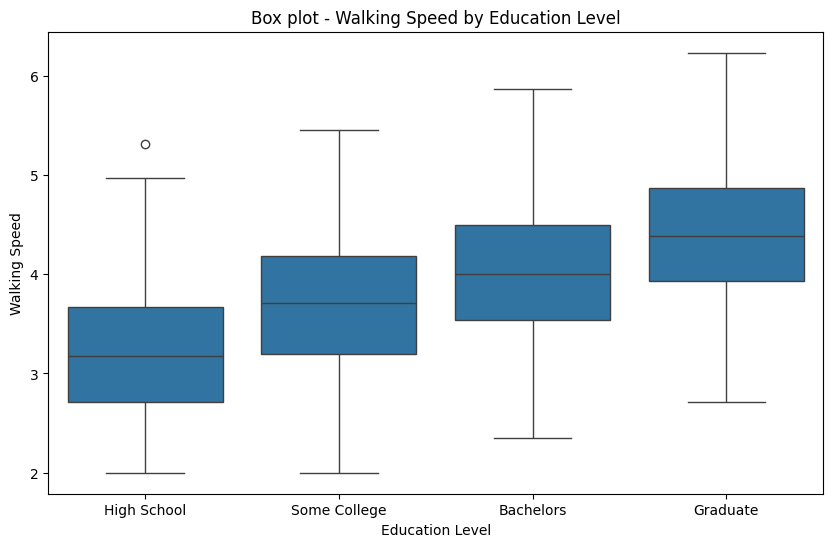 Box plot - Walking Speed by Education Level
Walking Speed
6
5
4
3
2
High School
Some College
Bachelors
Graduate
Education Level